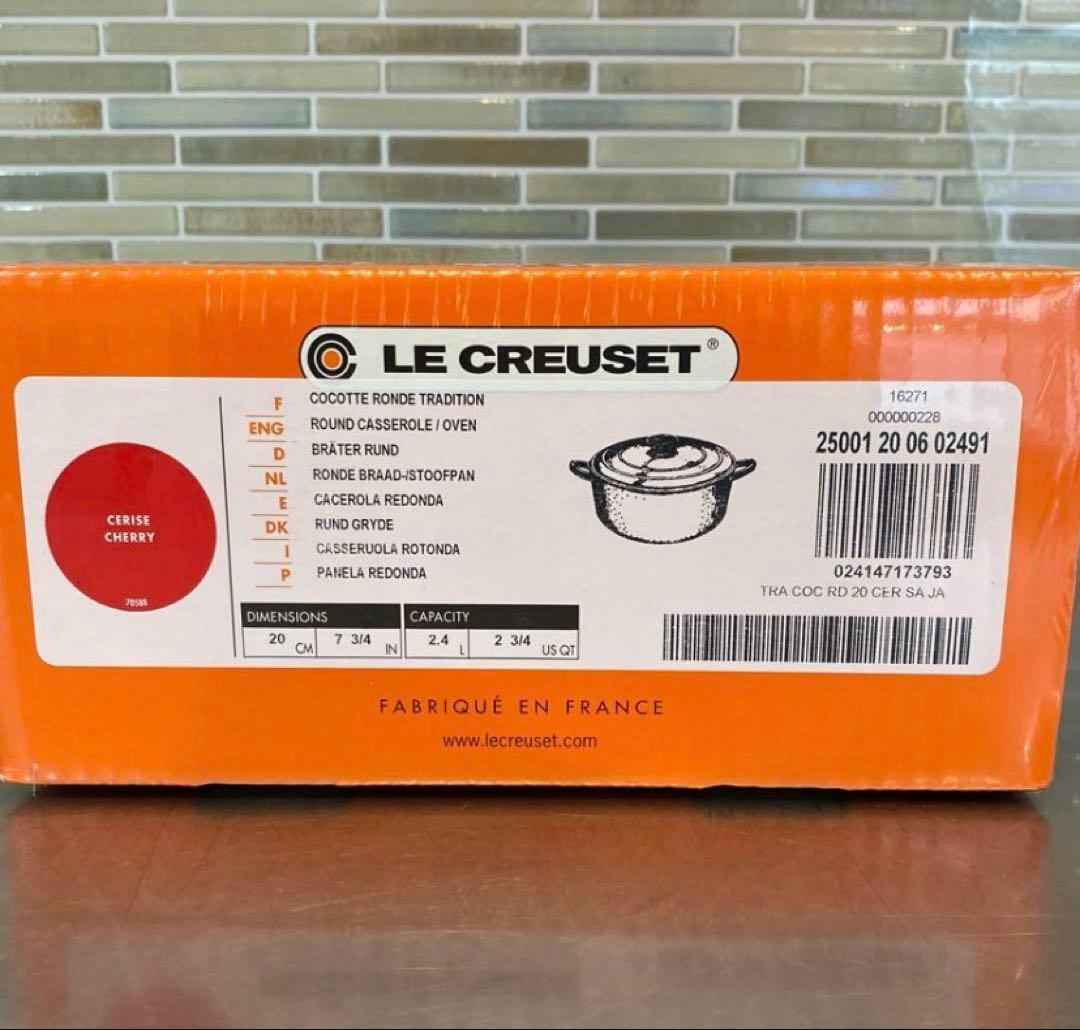 LE CREUSET®
F COCOTTE RONDE TRADITION
ENG ROUND CASSEROLE / OVEN
D BRÄTER RUND
NL RONDE BRAAD-/STOOFPAN
E CACEROLA REDONDA
DK RUND GRYDE
I CASSERUOLA ROTONDA
P PANELA REDONDA
CERISE
CHERRY
70588
DIMENSIONS CAPACITY
20 CM 7 3/4 IN 2.4 L 2 3/4 US QT
16271
000000228
25001 20 06 02491
024147173793
TRA COC RD 20 CER SA JA
FABRIQUÉ EN FRANCE
www.lecreuset.com